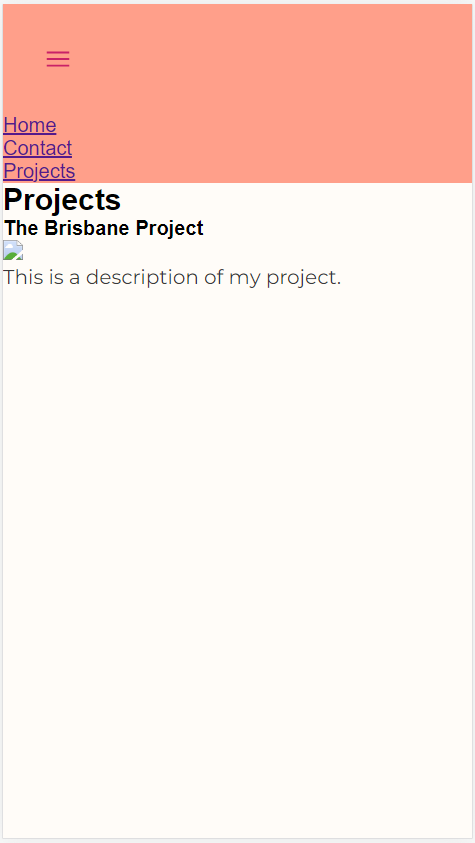 Home
Contact
Projects
Projects
The Brisbane Project
This is a description of my project.